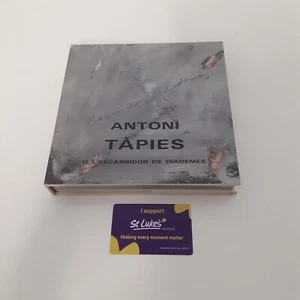 ANTONI
TÀPIES
O L'ESCARNIDOR DE DIADEMES
I support
St Luke's
Making every moment matter